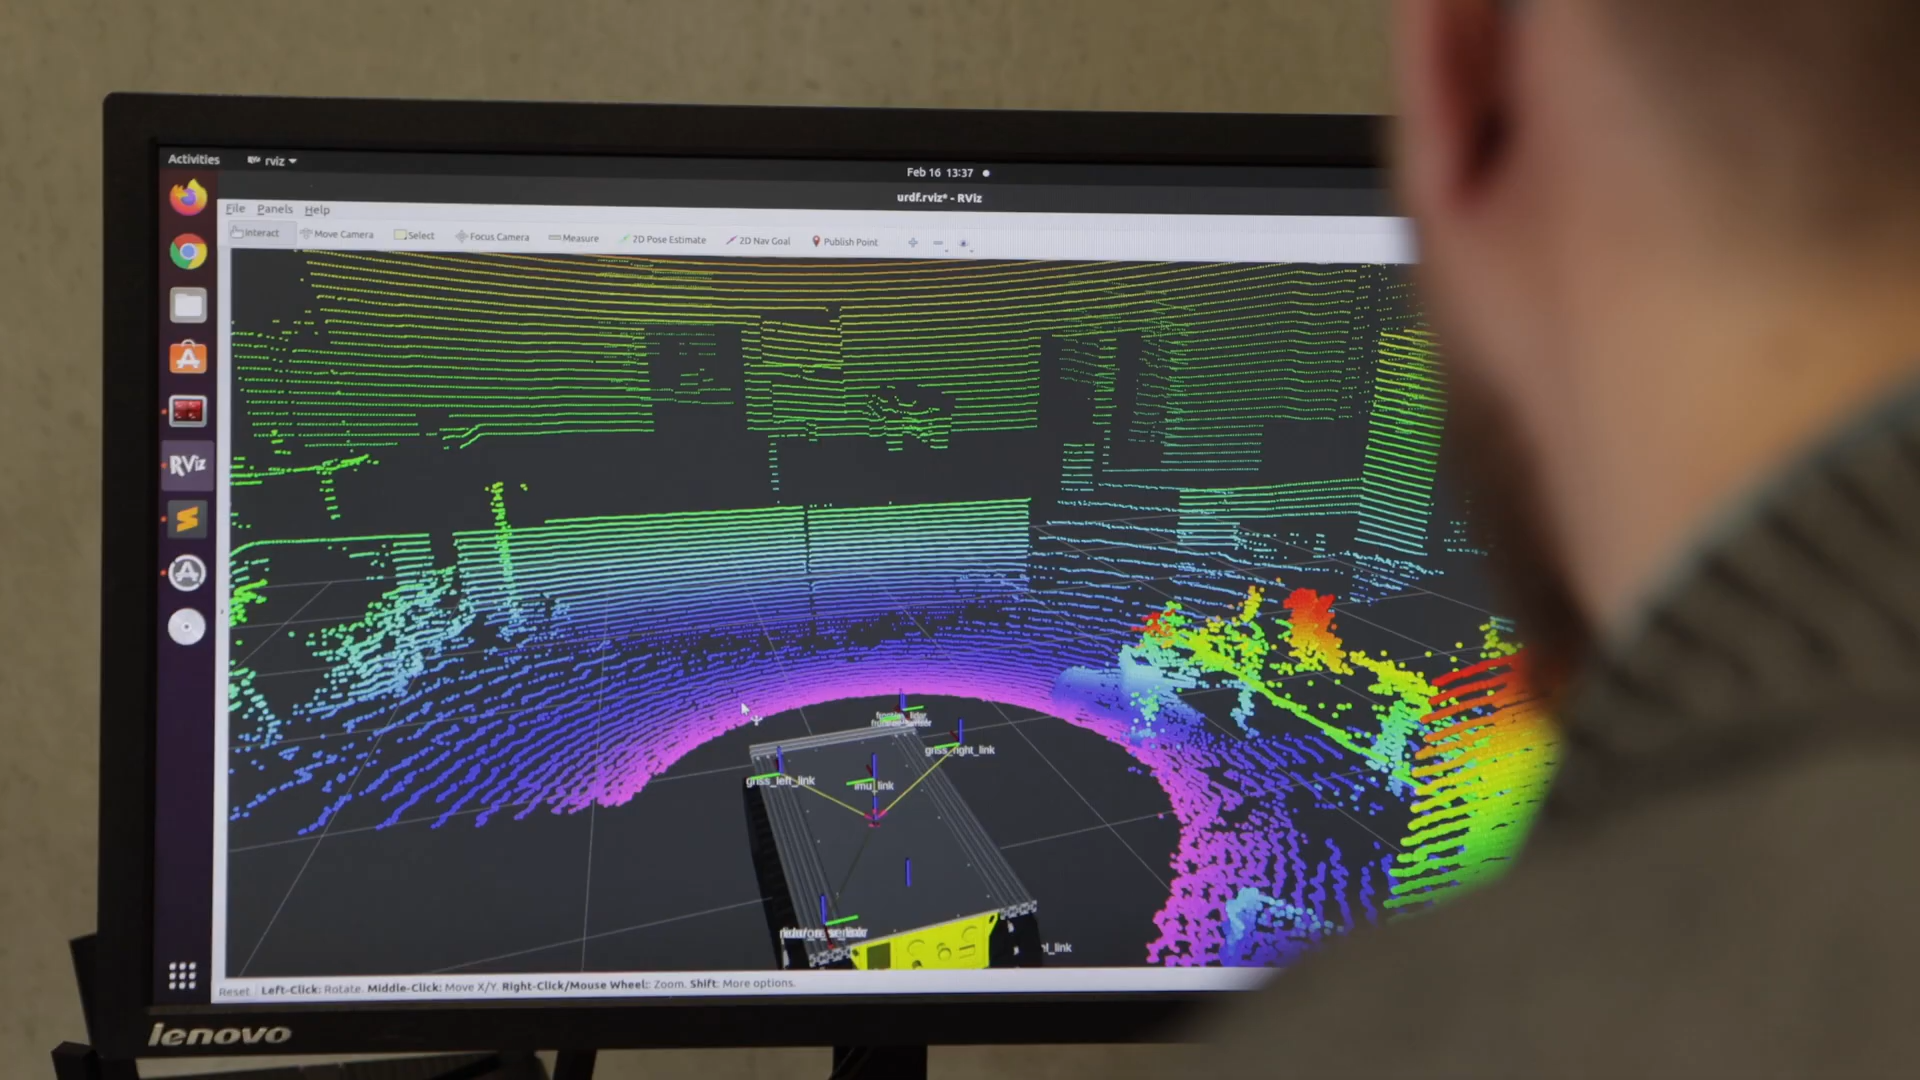 Activities rviz
Feb 16 13:37
urdf.rviz* - RViz
File Panels Help
Interact Move Camera Select Focus Camera Measure 2D Pose Estimate 2D Nav Goal Publish Point
RViz
gnss_right_link
gnss_left_link
imu_link
l_link
Reset Left-Click: Rotate. Middle-Click: Move X/Y. Right-Click/Mouse Wheel: Zoom. Shift: More options.
lenovo